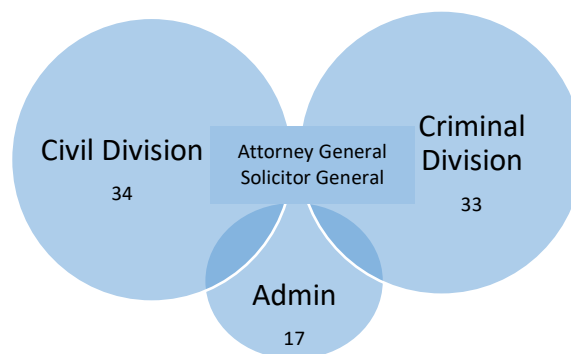 Civil Division
34
Attorney General
Solicitor General
Criminal
Division
33
Admin
17